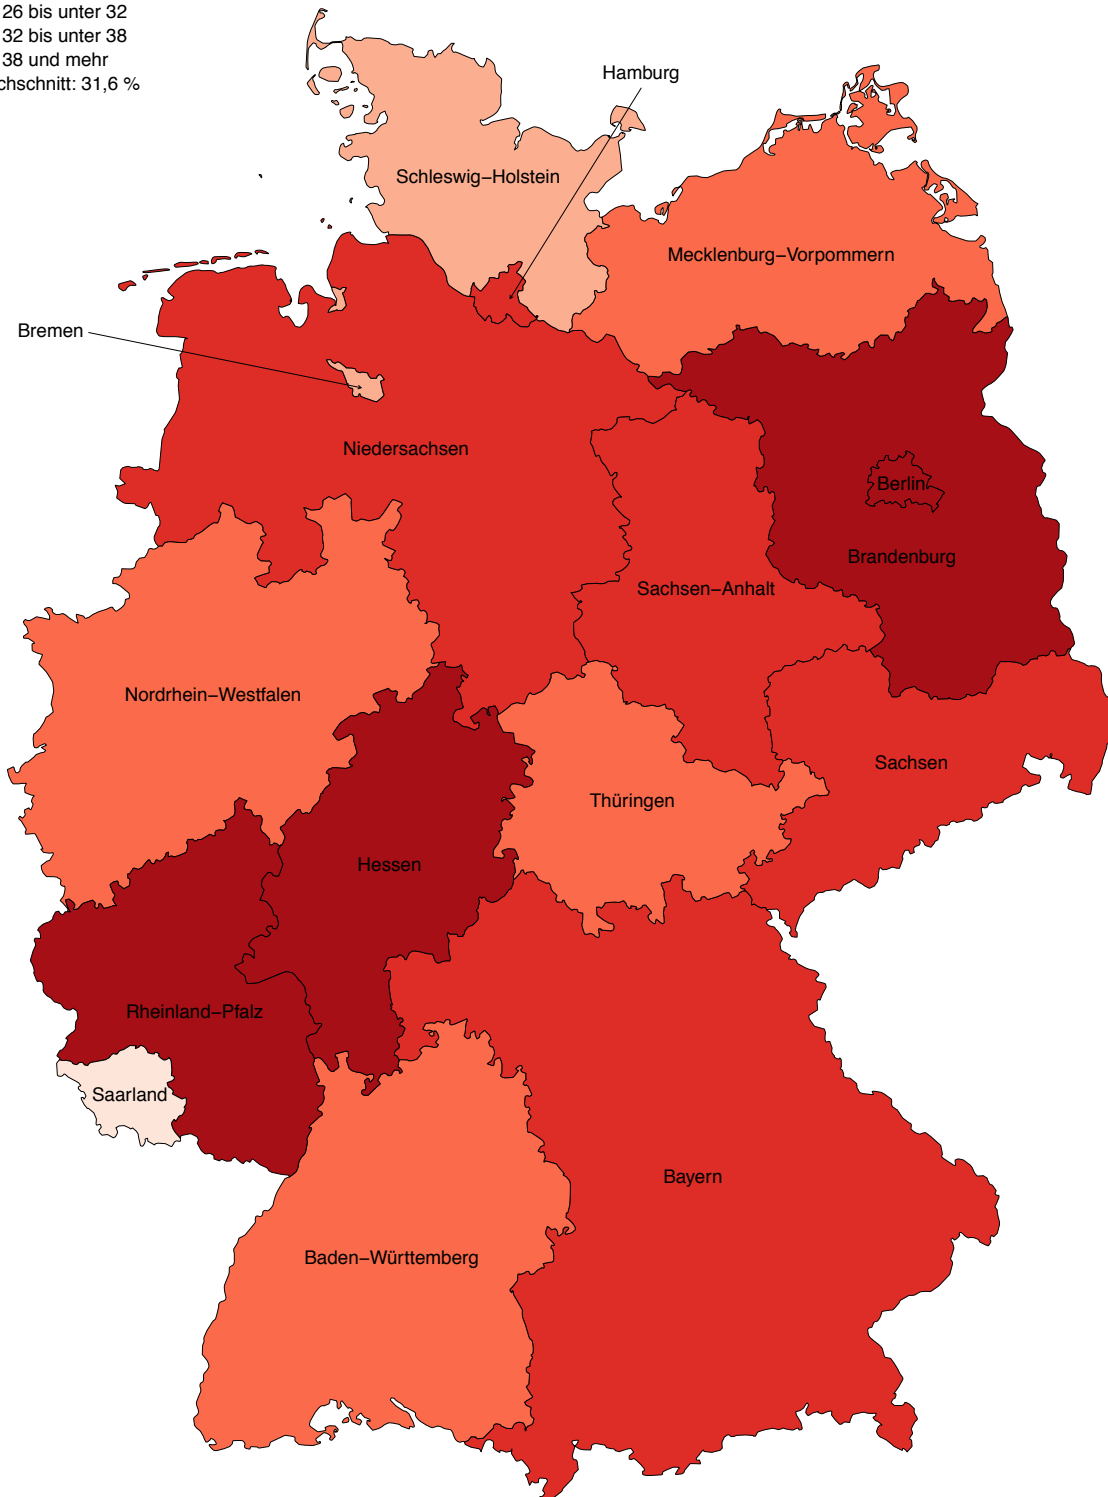 26 bis unter 32
32 bis unter 38
38 und mehr
chschnitt: 31,6 %
Hamburg
Schleswig−Holstein
Mecklenburg−Vorpommern
Bremen
Niedersachsen
Berlin
Brandenburg
Sachsen−Anhalt
Nordrhein−Westfalen
Sachsen
Thüringen
Hessen
Rheinland−Pfalz
Saarland
Bayern
Baden−Württemberg